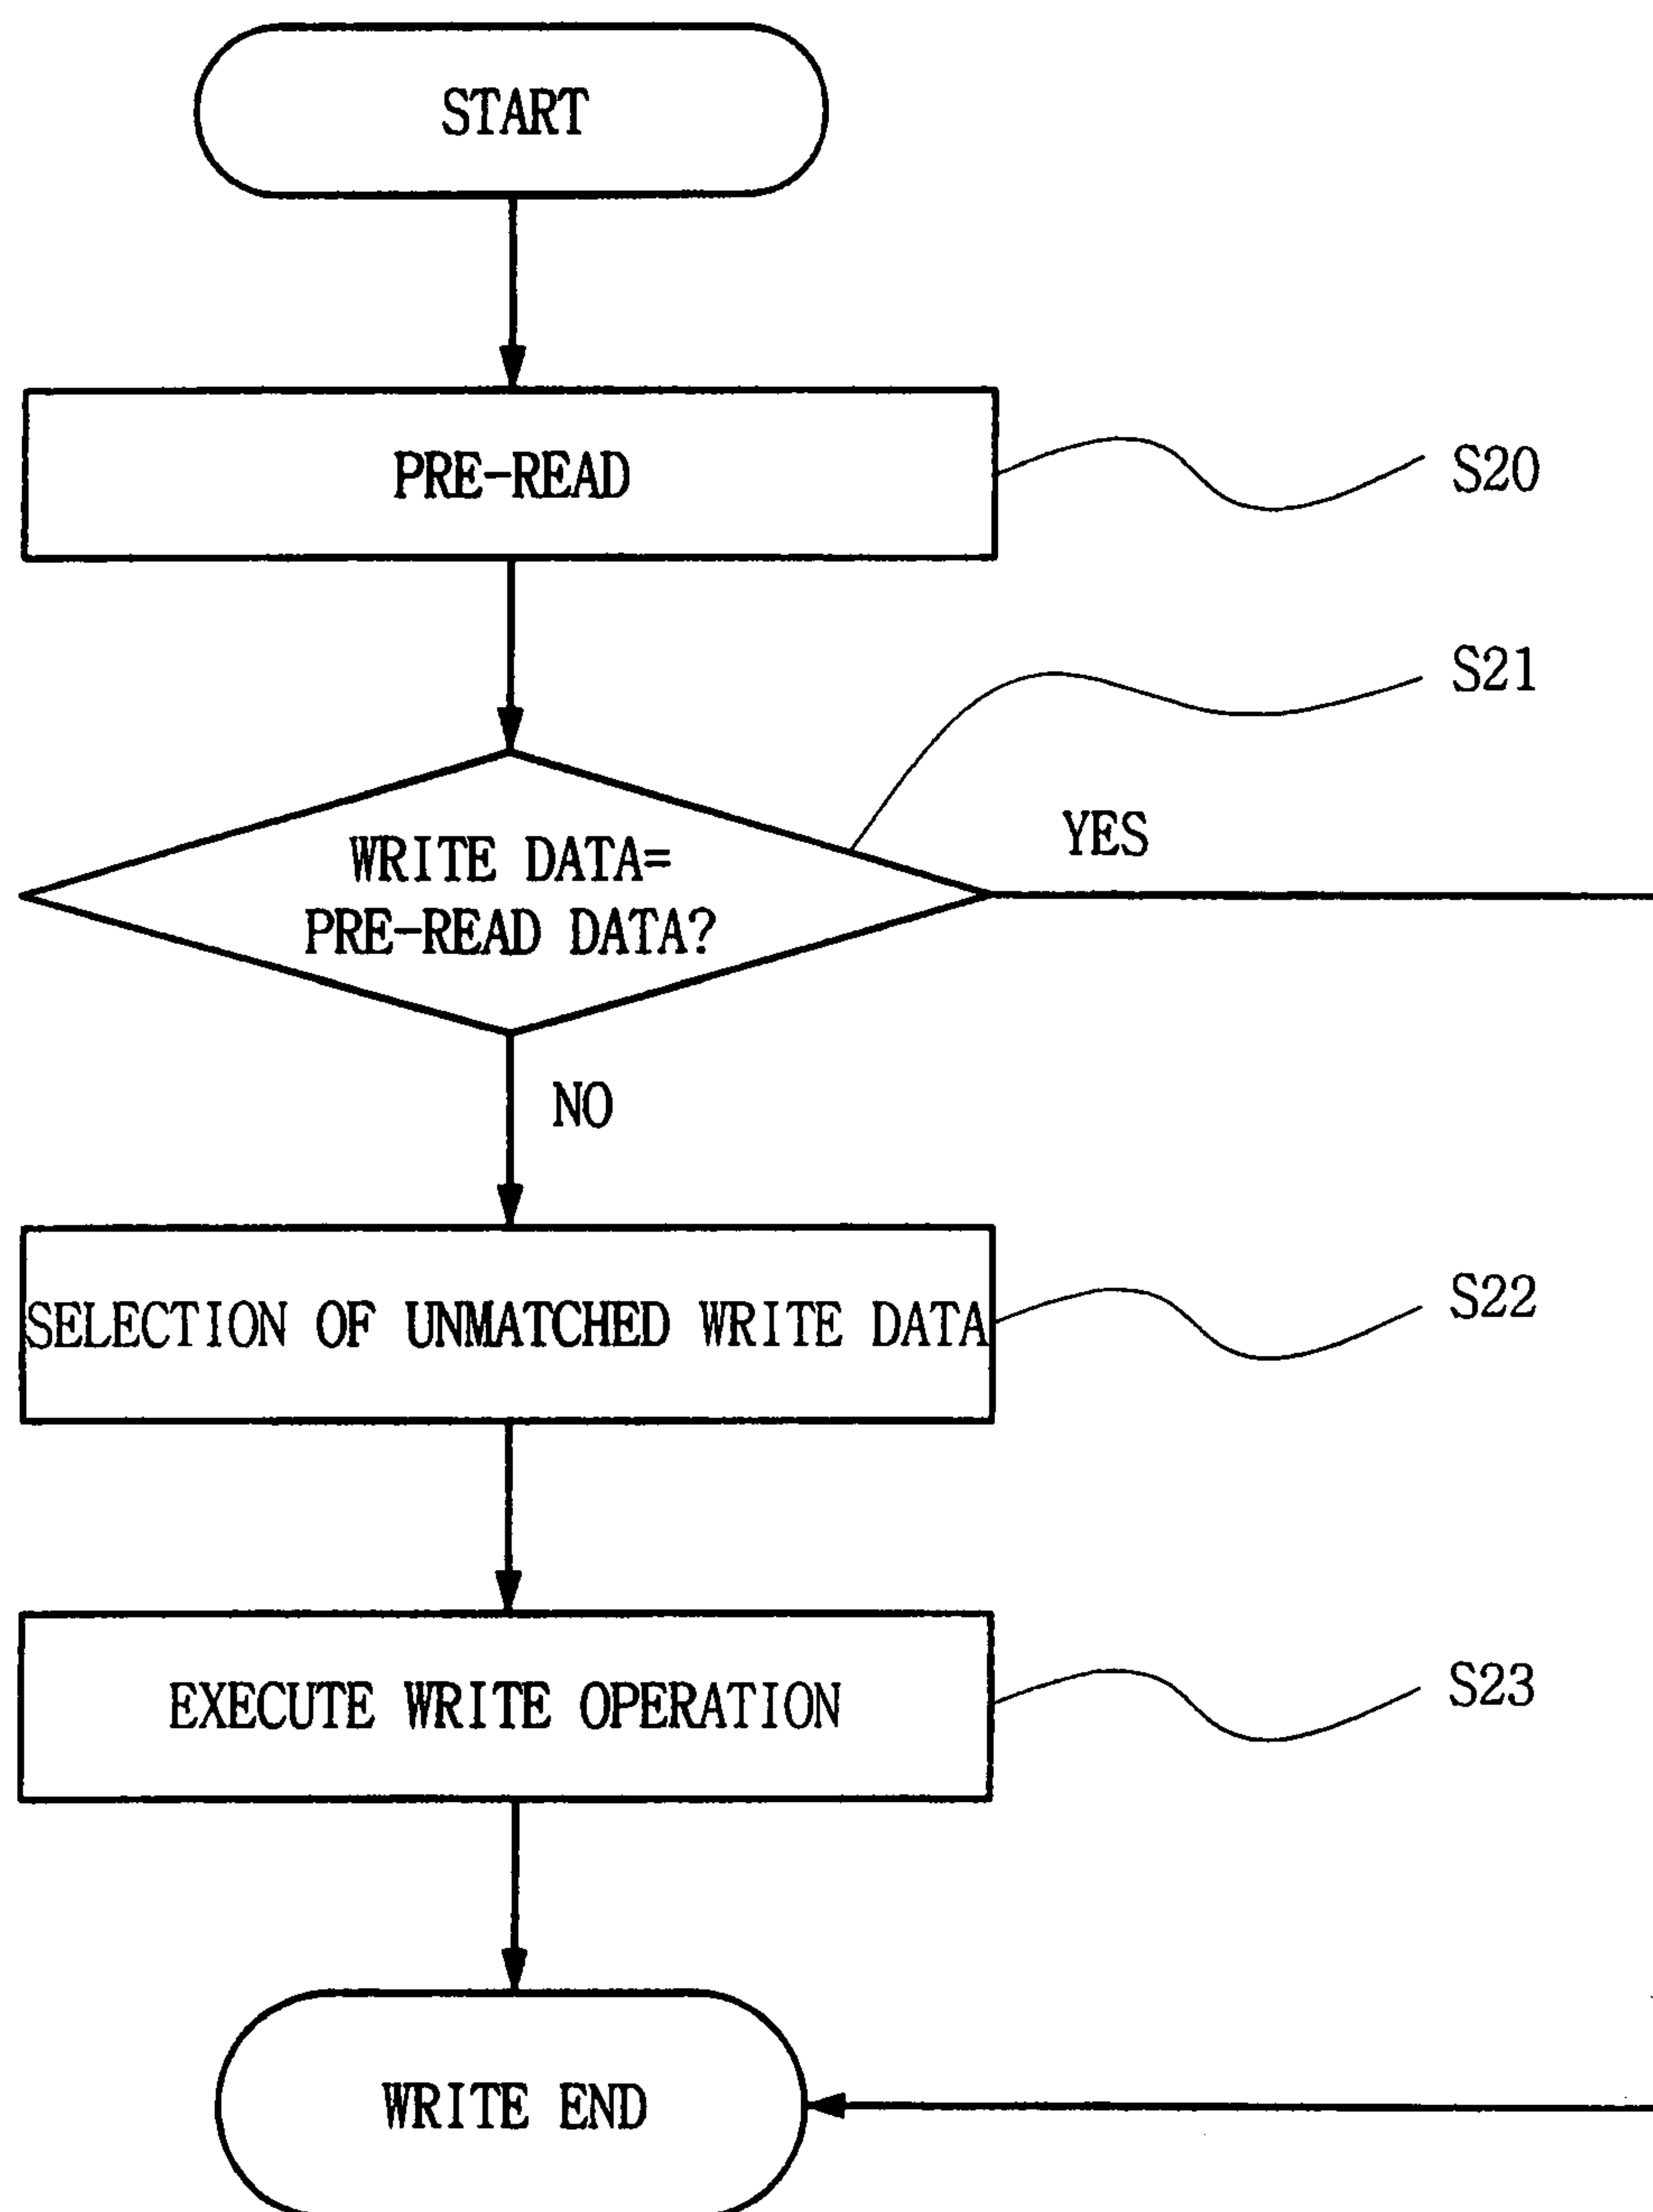 START
PRE-READ
S20
S21
WRITE DATA=
PRE-READ DATA?
YES
NO
SELECTION OF UNMATCHED WRITE DATA
S22
EXECUTE WRITE OPERATION
S23
WRITE END